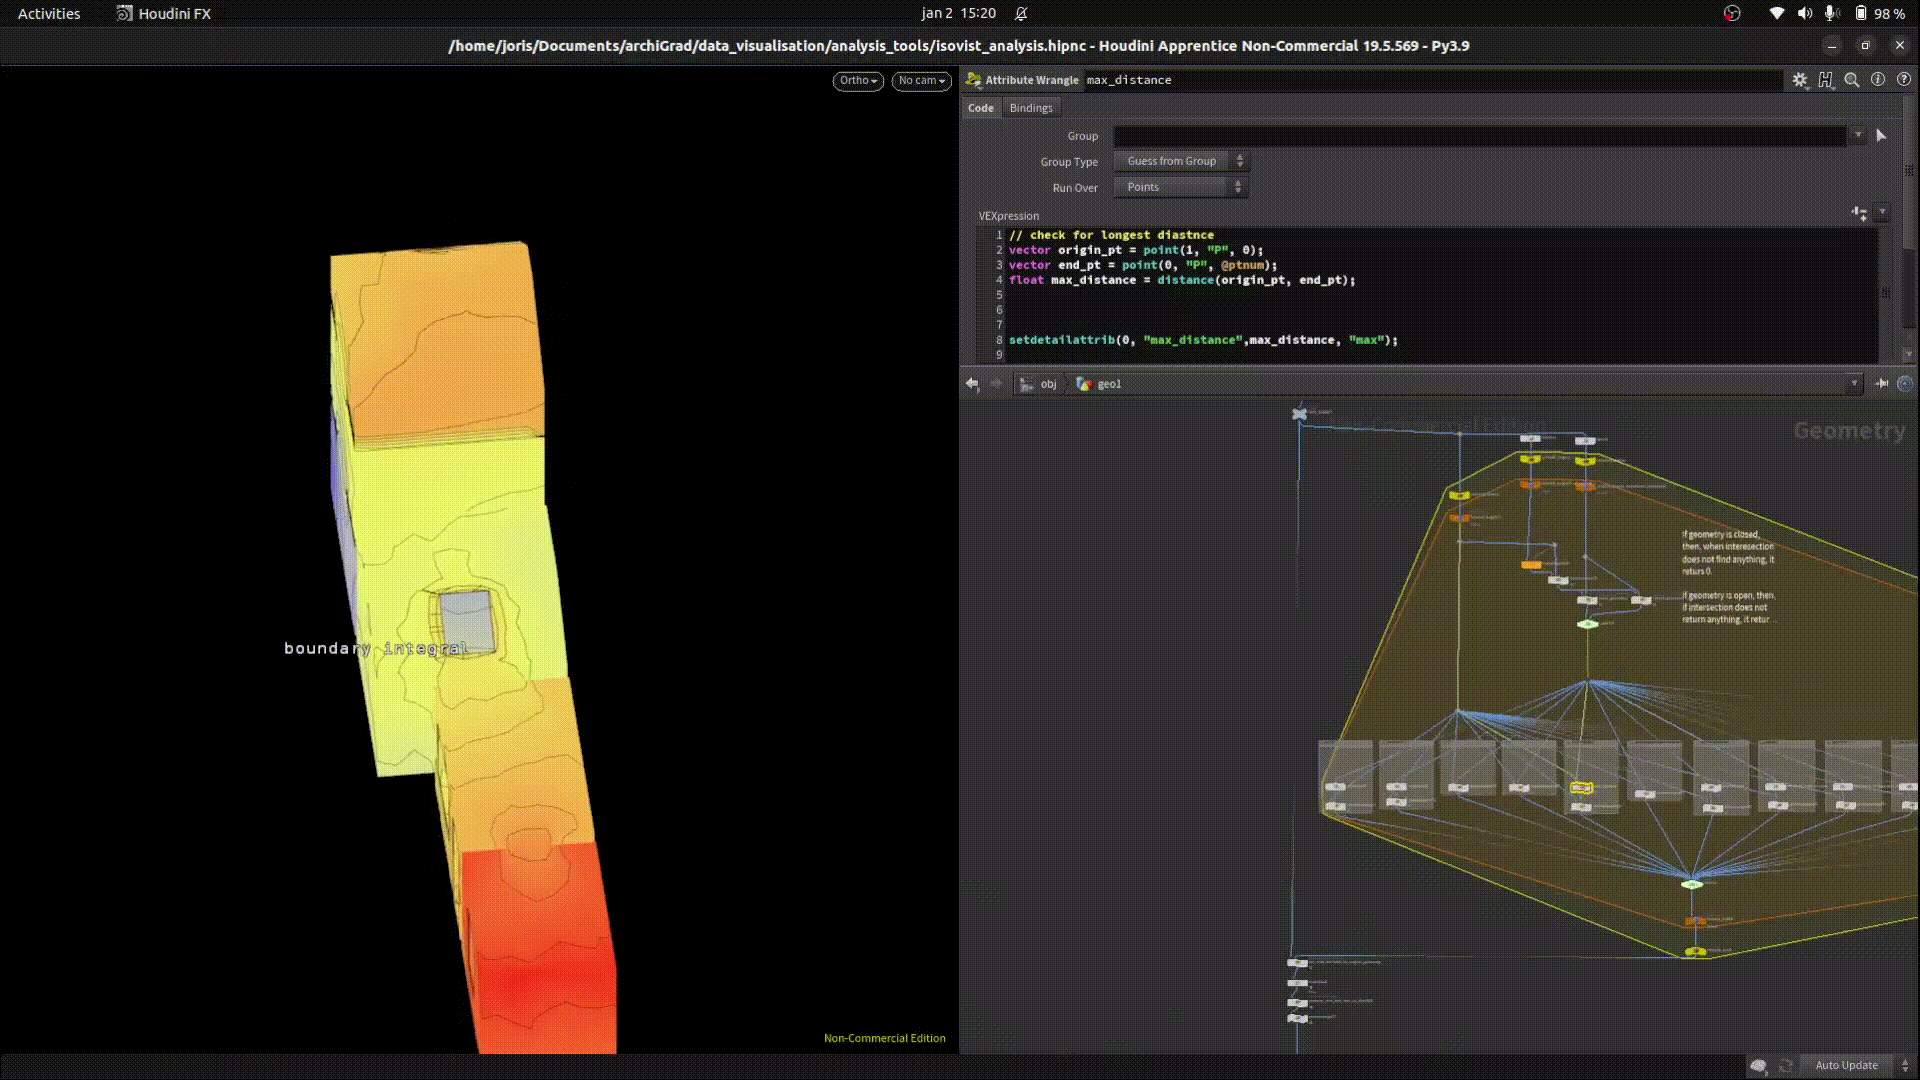 Activities
Houdini FX
jan 2 15:20
98 %
/home/joris/Documents/archiGrad/data_visualisation/analysis_tools/isovist_analysis.hipnc - Houdini Apprentice Non-Commercial 19.5.569 - Py3.9
Ortho
No cam
Attribute Wrangle max_distance
Code
Bindings
Group
Group Type
Guess from Group
Run Over
Points
VEXpression
1 // check for longest diastnce
2 vector origin_pt = point(1, "P", 0);
3 vector end_pt = point(0, "P", @ptnum);
4 float max_distance = distance(origin_pt, end_pt);
5
6
7
8 setdetailattrib(0, "max_distance",max_distance, "max");
9
obj
geo1
Geometry
If geometry is closed,
then, when interesection
does not find anything, it
returs 0.
if geometry is open, then,
if intersection does not
return anything, it retur...
boundary integral
Non-Commercial Edition
Auto Update